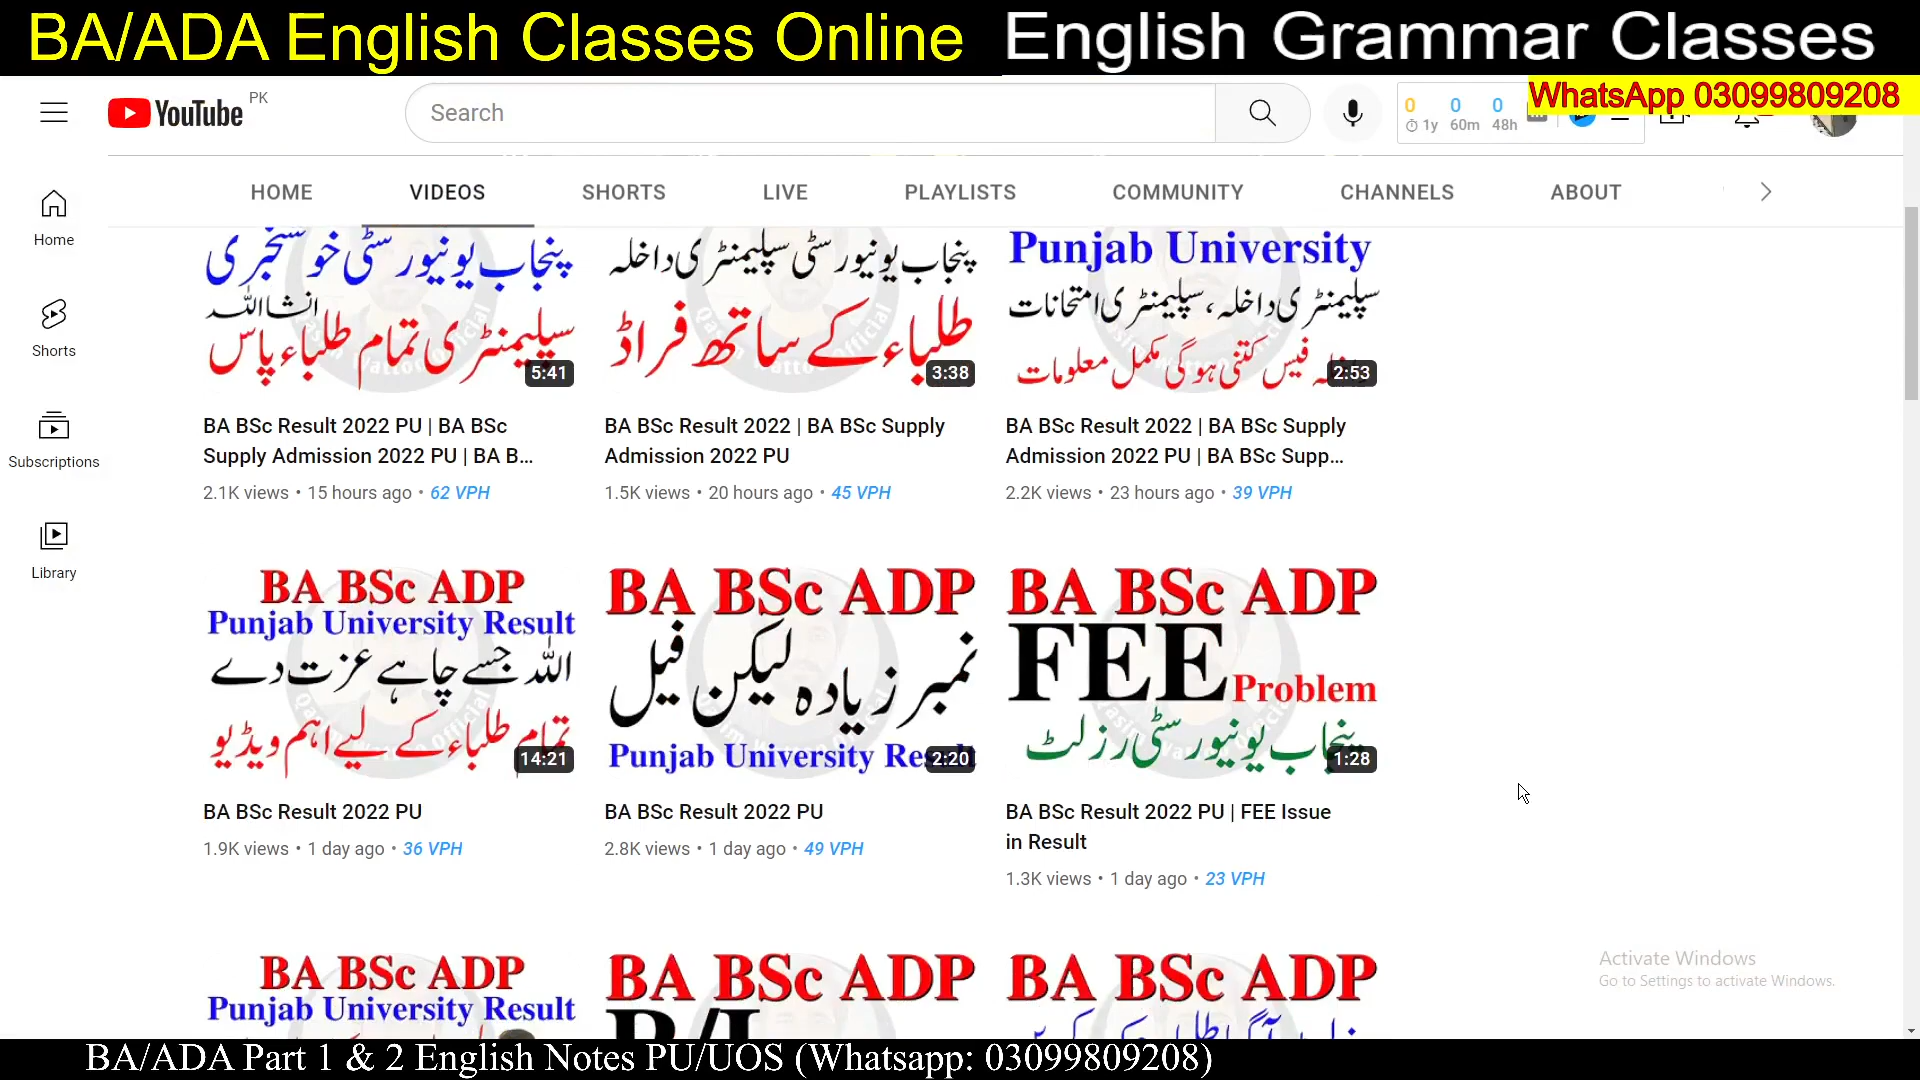 BA/ADA English Classes Online English Grammar Classes
WhatsApp 03099809208
YouTube PK
Search
0 0 0
1y 60m 48h
HOME VIDEOS SHORTS LIVE PLAYLISTS COMMUNITY CHANNELS ABOUT
Home
Shorts
Subscriptions
Library
پنجاب یونیورسٹی خوشخبری
انشااللہ
سپلیمنٹری تمام طلباء پاس
5:41
BA BSc Result 2022 PU | BA BSc
Supply Admission 2022 PU | BA B...
2.1K views • 15 hours ago • 62 VPH
پنجاب یونیورسٹی سپلیمنٹری داخلہ
طلباء کے ساتھ فراڈ
3:38
BA BSc Result 2022 | BA BSc Supply
Admission 2022 PU
1.5K views • 20 hours ago • 45 VPH
Punjab University
سپلیمنٹری داخلہ، سپلیمنٹری امتحانات
فیس کتنی ہوگی مکمل معلومات
2:53
BA BSc Result 2022 | BA BSc Supply
Admission 2022 PU | BA BSc Supp...
2.2K views • 23 hours ago • 39 VPH
BA BSc ADP
Punjab University Result
اللہ جسے چاہے عزت دے
تمام طلباء کے لیے اہم ویڈیو
14:21
BA BSc Result 2022 PU
1.9K views • 1 day ago • 36 VPH
BA BSc ADP
نمبر زیادہ لیکن فیل
Punjab University Res
2:20
BA BSc Result 2022 PU
2.8K views • 1 day ago • 49 VPH
BA BSc ADP
FEE Problem
پنجاب یونیورسٹی رزلٹ
1:28
BA BSc Result 2022 PU | FEE Issue
in Result
1.3K views • 1 day ago • 23 VPH
BA BSc ADP
Punjab University Result
BA BSc ADP
BA BSc ADP
Activate Windows
Go to Settings to activate Windows.
BA/ADA Part 1 & 2 English Notes PU/UOS (Whatsapp: 03099809208)